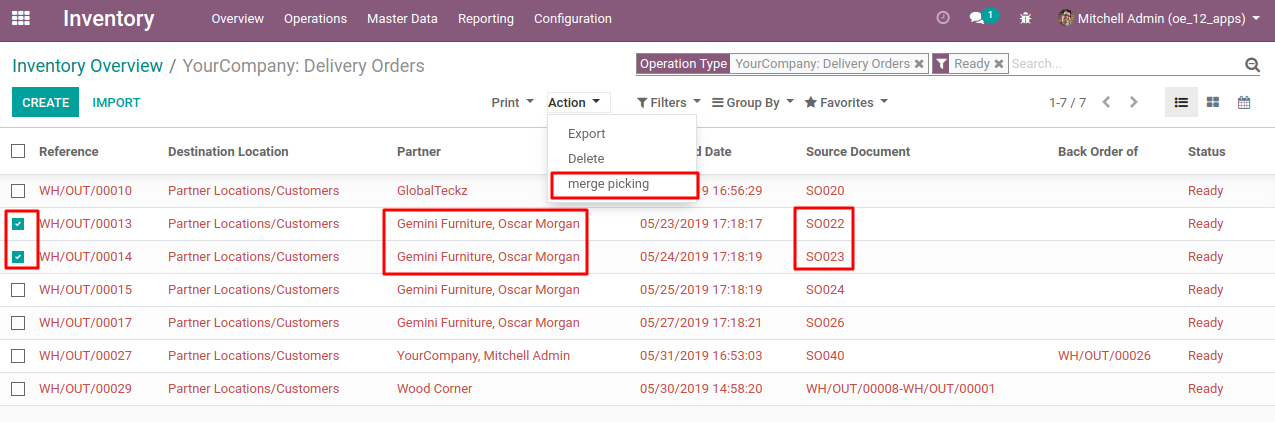 Inventory Overview Operations Master Data Reporting Configuration 1 Mitchell Admin (oe_12_apps)
Inventory Overview / YourCompany: Delivery Orders Operation Type YourCompany: Delivery Orders Ready Search...
CREATE IMPORT Print Action Filters Group By Favorites 1-7 / 7
Export
Delete
merge picking
Reference Destination Location Partner d Date Source Document Back Order of Status
WH/OUT/00010 Partner Locations/Customers GlobalTeckz 2019 16:56:29 SO020 Ready
WH/OUT/00013 Partner Locations/Customers Gemini Furniture, Oscar Morgan 05/23/2019 17:18:17 SO022 Ready
WH/OUT/00014 Partner Locations/Customers Gemini Furniture, Oscar Morgan 05/24/2019 17:18:19 SO023 Ready
WH/OUT/00015 Partner Locations/Customers Gemini Furniture, Oscar Morgan 05/25/2019 17:18:19 SO024 Ready
WH/OUT/00017 Partner Locations/Customers Gemini Furniture, Oscar Morgan 05/27/2019 17:18:21 SO026 Ready
WH/OUT/00027 Partner Locations/Customers YourCompany, Mitchell Admin 05/31/2019 16:53:03 SO040 WH/OUT/00026 Ready
WH/OUT/00029 Partner Locations/Customers Wood Corner 05/30/2019 14:58:20 WH/OUT/00008-WH/OUT/00001 Ready